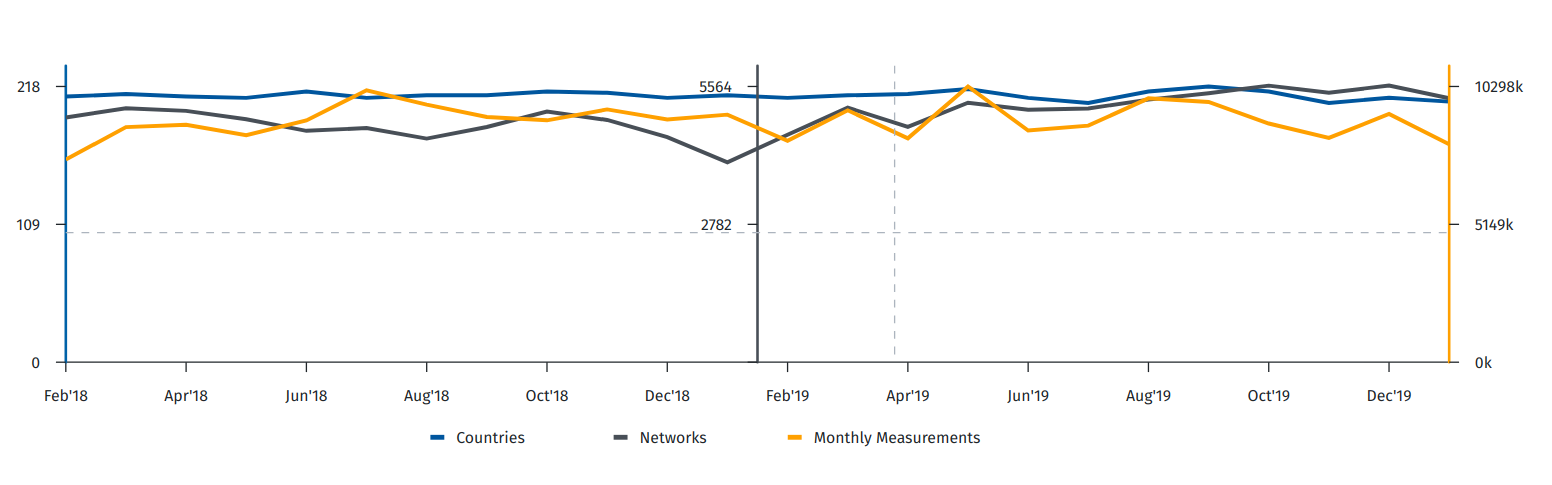 218 5564 10298k
109 2782 5149k
0 0k
Feb'18 Apr'18 Jun'18 Aug'18 Oct'18 Dec'18 Feb'19 Apr'19 Jun'19 Aug'19 Oct'19 Dec'19
Countries Networks Monthly Measurements